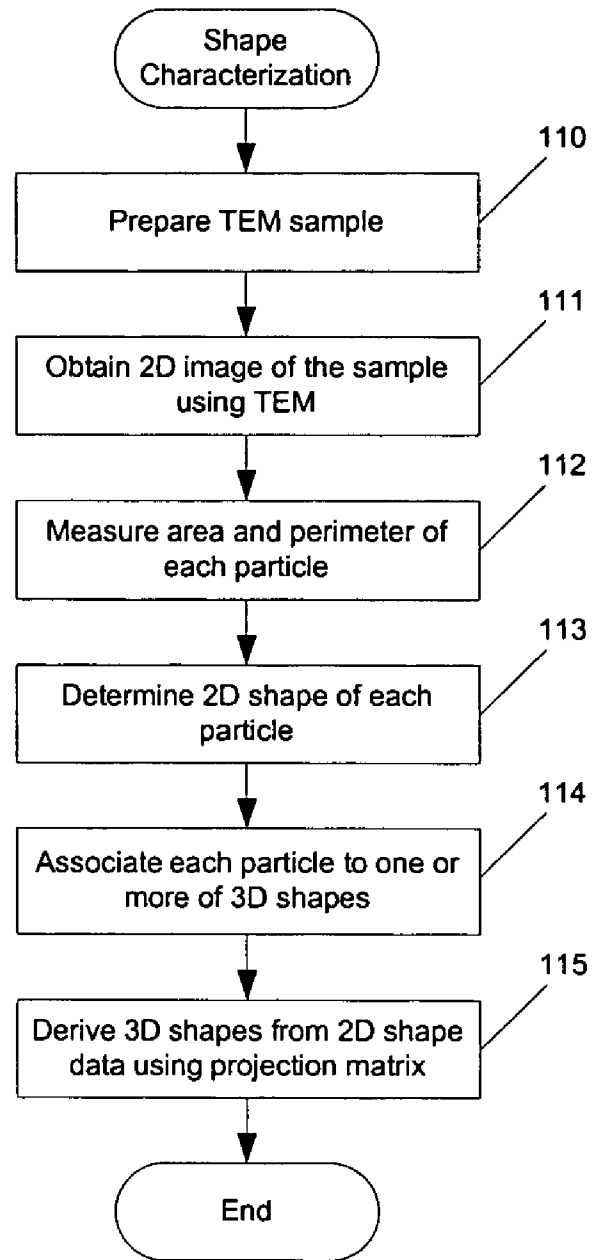 Shape
Characterization
110
Prepare TEM sample
111
Obtain 2D image of the sample
using TEM
112
Measure area and perimeter of
each particle
113
Determine 2D shape of each
particle
114
Associate each particle to one or
more of 3D shapes
115
Derive 3D shapes from 2D shape
data using projection matrix
End